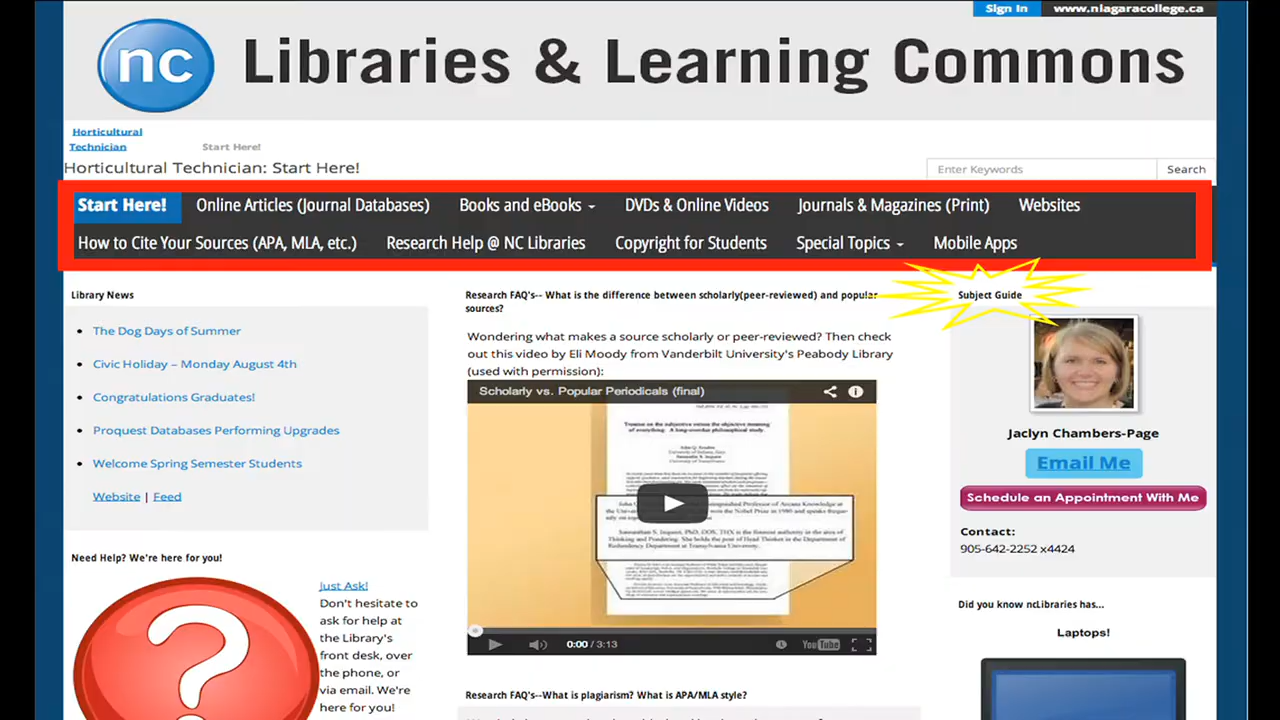 Sign In
www.niagaracollege.ca
nc Libraries & Learning Commons
Horticultural
Technician
Start Here!
Horticultural Technician: Start Here!
Enter Keywords
Search
Start Here!
Online Articles (Journal Databases)
Books and eBooks
DVDs & Online Videos
Journals & Magazines (Print)
Websites
How to Cite Your Sources (APA, MLA, etc.)
Research Help @ NC Libraries
Copyright for Students
Special Topics
Mobile Apps
Library News
The Dog Days of Summer
Civic Holiday – Monday August 4th
Congratulations Graduates!
Proquest Databases Performing Upgrades
Welcome Spring Semester Students
Website | Feed
Need Help? We're here for you!
Just Ask!
Don't hesitate to
ask for help at
the Library's
front desk, over
the phone, or
via email. We're
here for you!
Research FAQ's-- What is the difference between scholarly(peer-reviewed) and popular
sources?
Wondering what makes a source scholarly or peer-reviewed? Then check
out this video by Eli Moody from Vanderbilt University's Peabody Library
(used with permission):
Scholarly vs. Popular Periodicals (final)
0:00 / 3:13
YouTube
Research FAQ's--What is plagiarism? What is APA/MLA style?
Subject Guide
Jaclyn Chambers-Page
Email Me
Schedule an Appointment With Me
Contact:
905-642-2252 x4424
Did you know ncLibraries has...
Laptops!